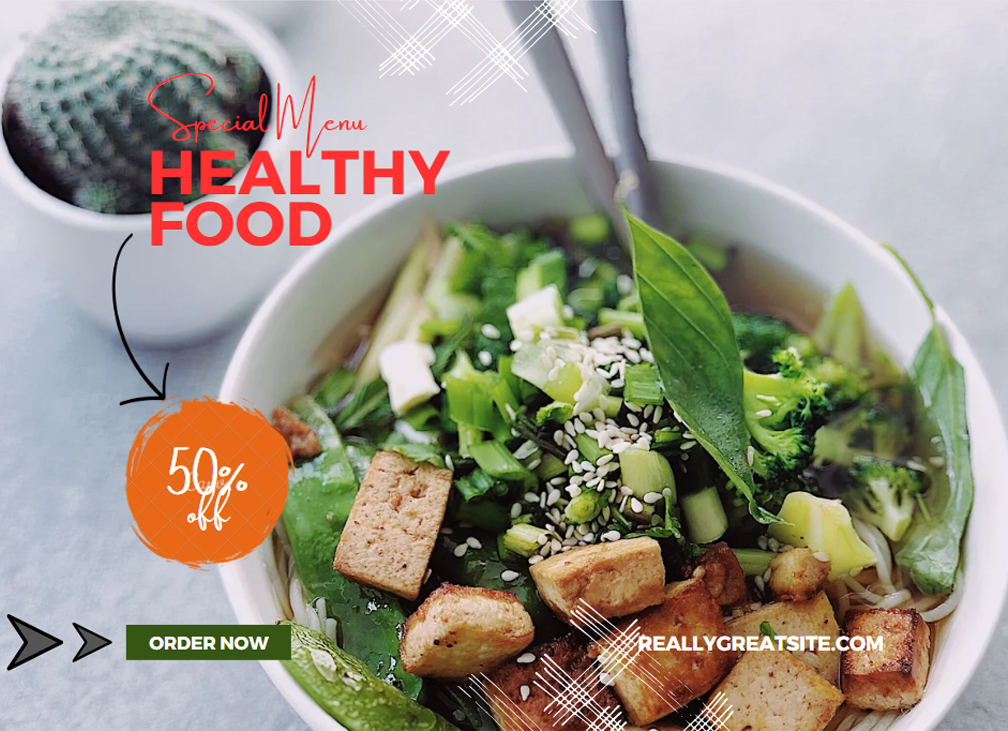 Special Menu
HEALTHY
FOOD
50%
off
ORDER NOW
REALLYGREATSITE.COM